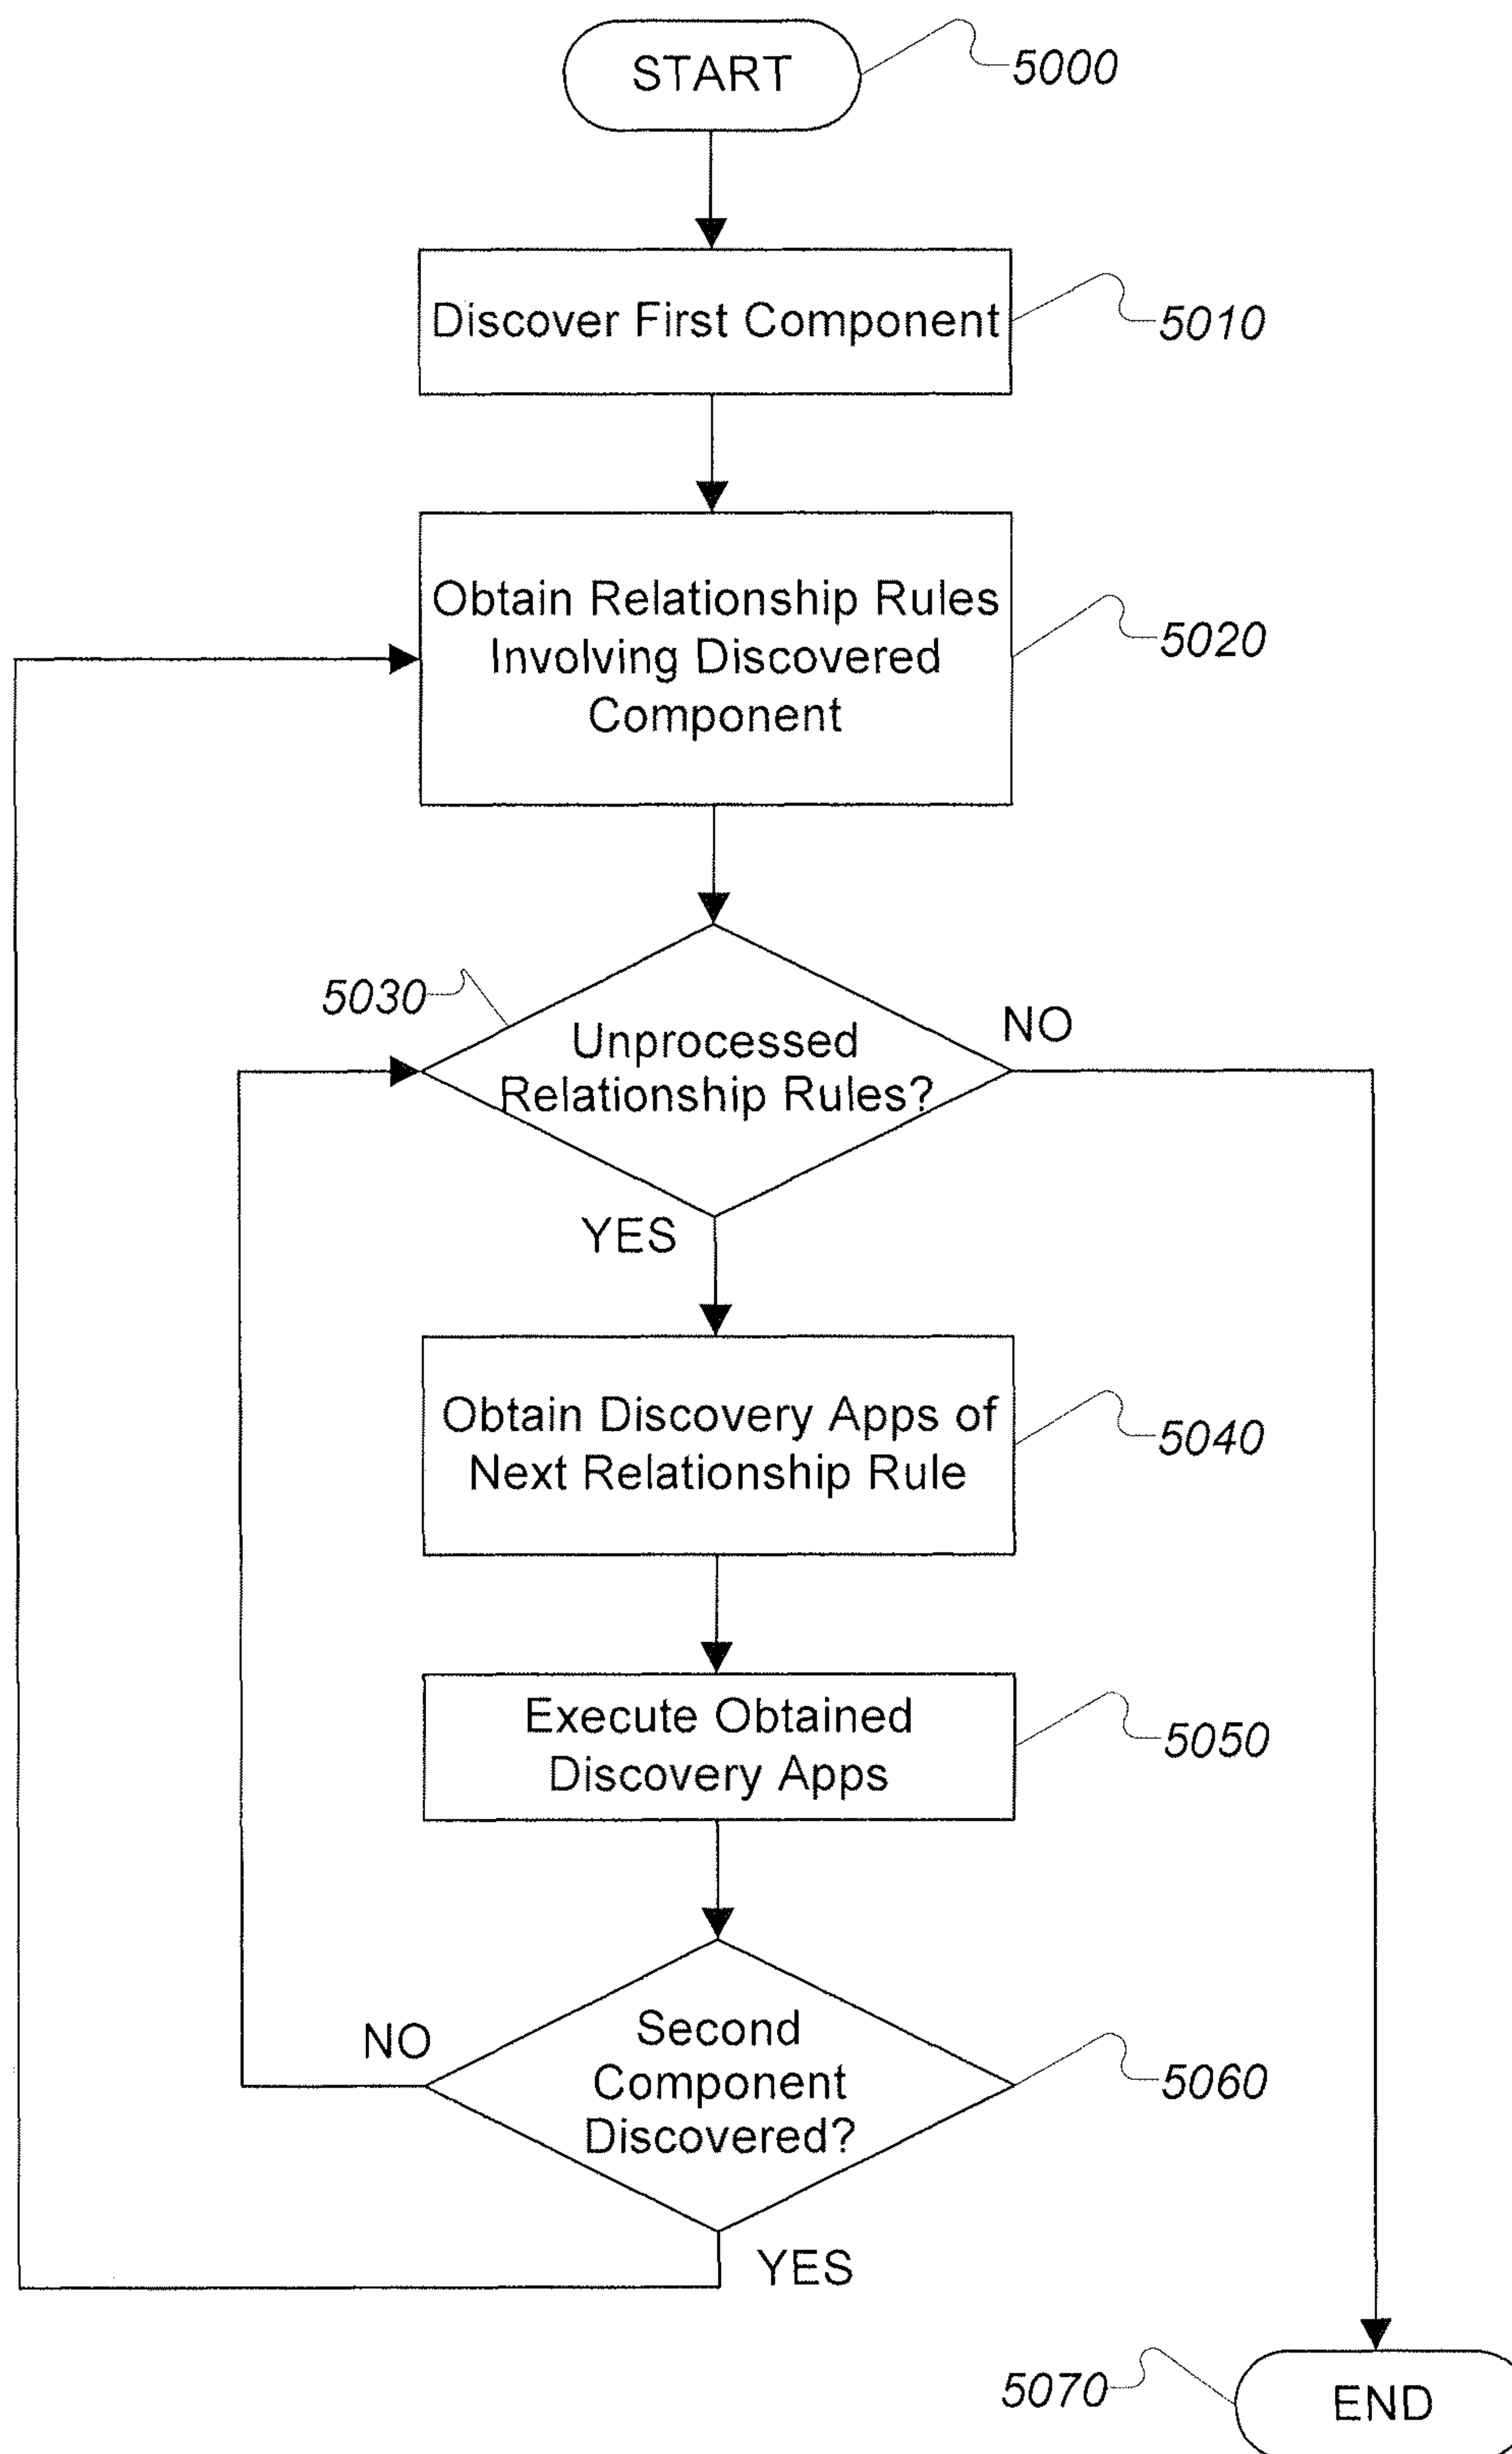 START
5000
Discover First Component
5010
Obtain Relationship Rules
Involving Discovered
Component
5020
5030
Unprocessed
Relationship Rules?
NO
YES
Obtain Discovery Apps of
Next Relationship Rule
5040
Execute Obtained
Discovery Apps
5050
NO
Second
Component
Discovered?
5060
YES
5070
END